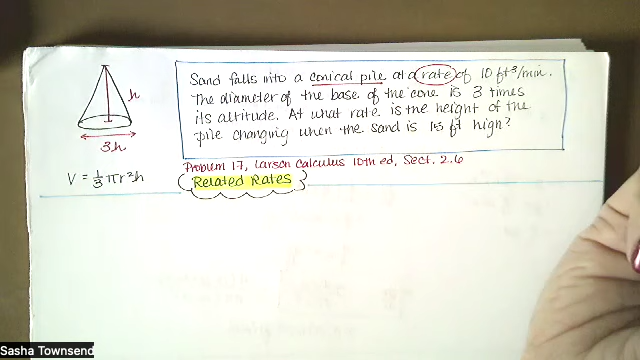 Sand falls into a conical pile at a rate of 10 ft³/min.
The diameter of the base of the cone is 3 times
its altitude. At what rate is the height of the
pile changing when the sand is 15 ft high?
h
3h
Problem 17, Larson Calculus 10th ed, Sect. 2.6
V = 1/3 πr²h
Related Rates
Sasha Townsend